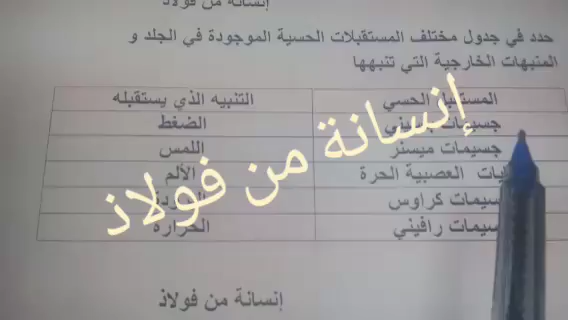 إنسانة من فولاذ
حدد في جدول مختلف المستقبلات الحسية الموجودة في الجلد و
المنبهات الخارجية التي تنبهها
المستقبل الحسي التنبيه الذي يستقبله
جسيمات الضغط
جسيمات ميسنر اللمس
العصبية الحرة الألم
كراوس البرودة
رافيني الحرارة
إنسانة من فولاذ
إنسانة من فولاذ